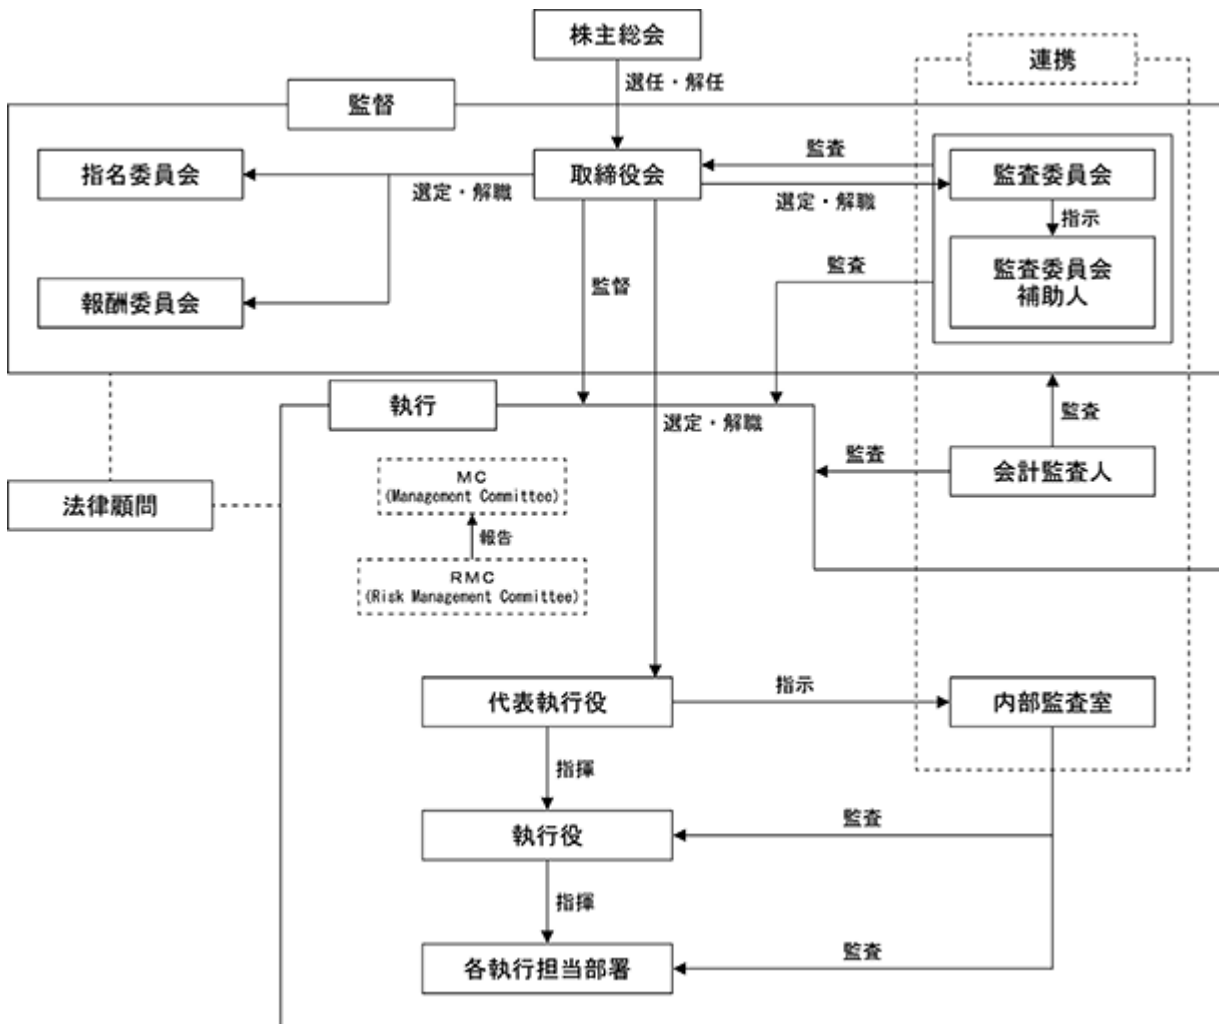 株主総会
連携
選任・解任
監督
監査
指名委員会
取締役会
監査委員会
選定・解職
選定・解職
指示
監査
監査委員会
補助人
監督
報酬委員会
執行
選定・解職
監査
監査
会計監査人
MC
(Management Committee)
法律顧問
報告
RMC
(Risk Management Committee)
指示
代表執行役
内部監査室
指揮
監査
執行役
指揮
監査
各執行担当部署